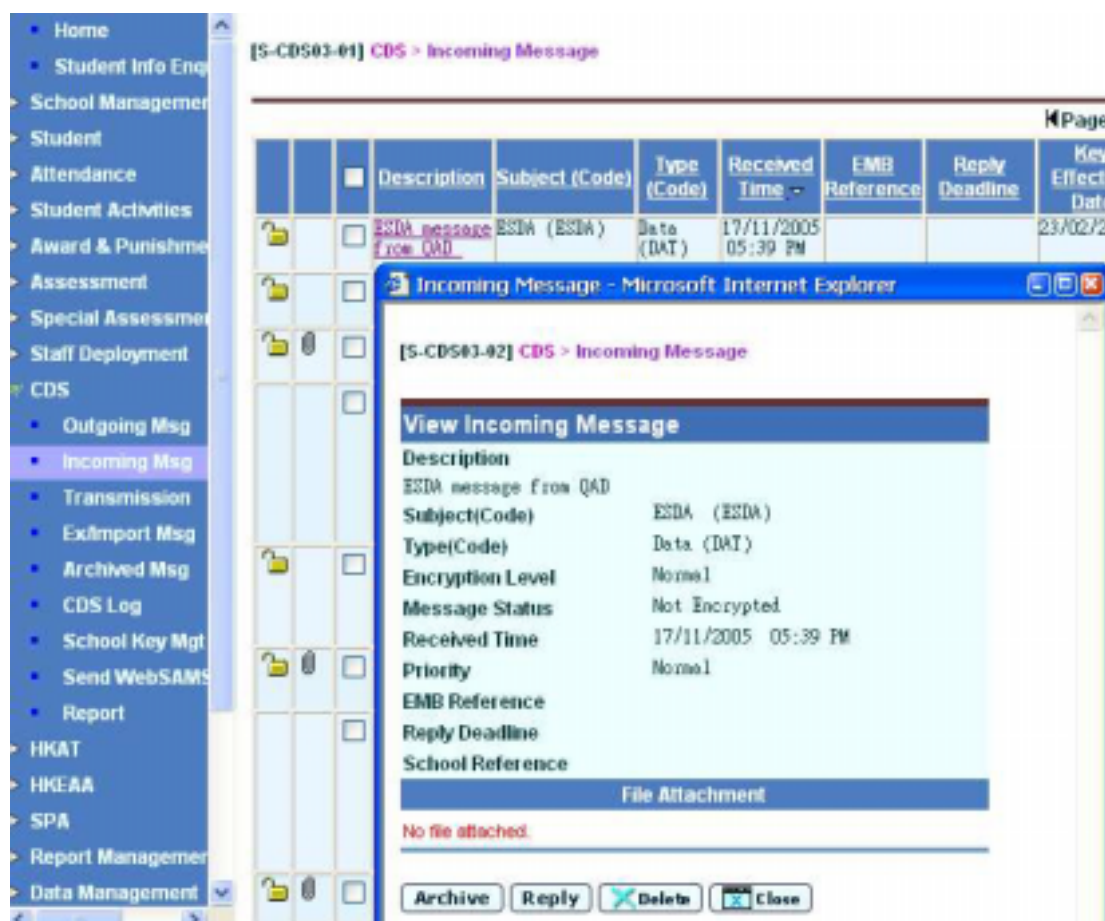 Home
Student Info Enq
School Managemen
Student
Attendance
Student Activities
Award & Punishme
Assessment
Special Assessme
Staff Deployment
CDS
Outgoing Msg
Incoming Msg
Transmission
Ex/Import Msg
Archived Msg
CDS Log
School Key Mgt
Send WebSAMS
Report
HKAT
HKEAA
SPA
Report Managemen
Data Management
[S-CDS03-01] CDS > Incoming Message
Page
Description Subject (Code) Type (Code) Received Time EMB Reference Reply Deadline Key Effect Date
ESDA message from QAD ESDA (ESDA) Data (DAT) 17/11/2005 05:39 PM 23/02/2
Incoming Message - Microsoft Internet Explorer
[S-CDS03-02] CDS > Incoming Message
View Incoming Message
Description
ESDA message from QAD
Subject(Code) ESDA (ESDA)
Type(Code) Data (DAT)
Encryption Level Normal
Message Status Not Encrypted
Received Time 17/11/2005 05:39 PM
Priority Normal
EMB Reference
Reply Deadline
School Reference
File Attachment
No file attached.
Archive Reply Delete Close